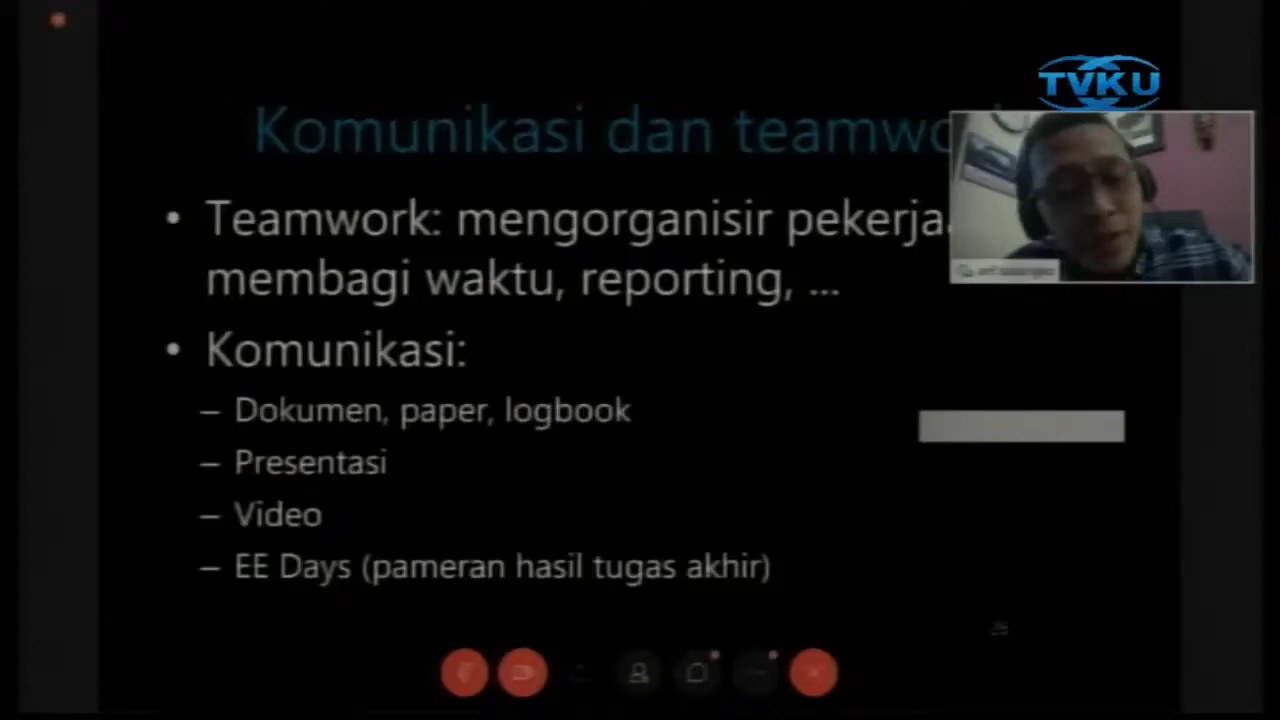 TVKU
Komunikasi dan teamwo
• Teamwork: mengorganisir pekerja
membagi waktu, reporting, ...
• Komunikasi:
– Dokumen, paper, logbook
– Presentasi
– Video
– EE Days (pameran hasil tugas akhir)
25